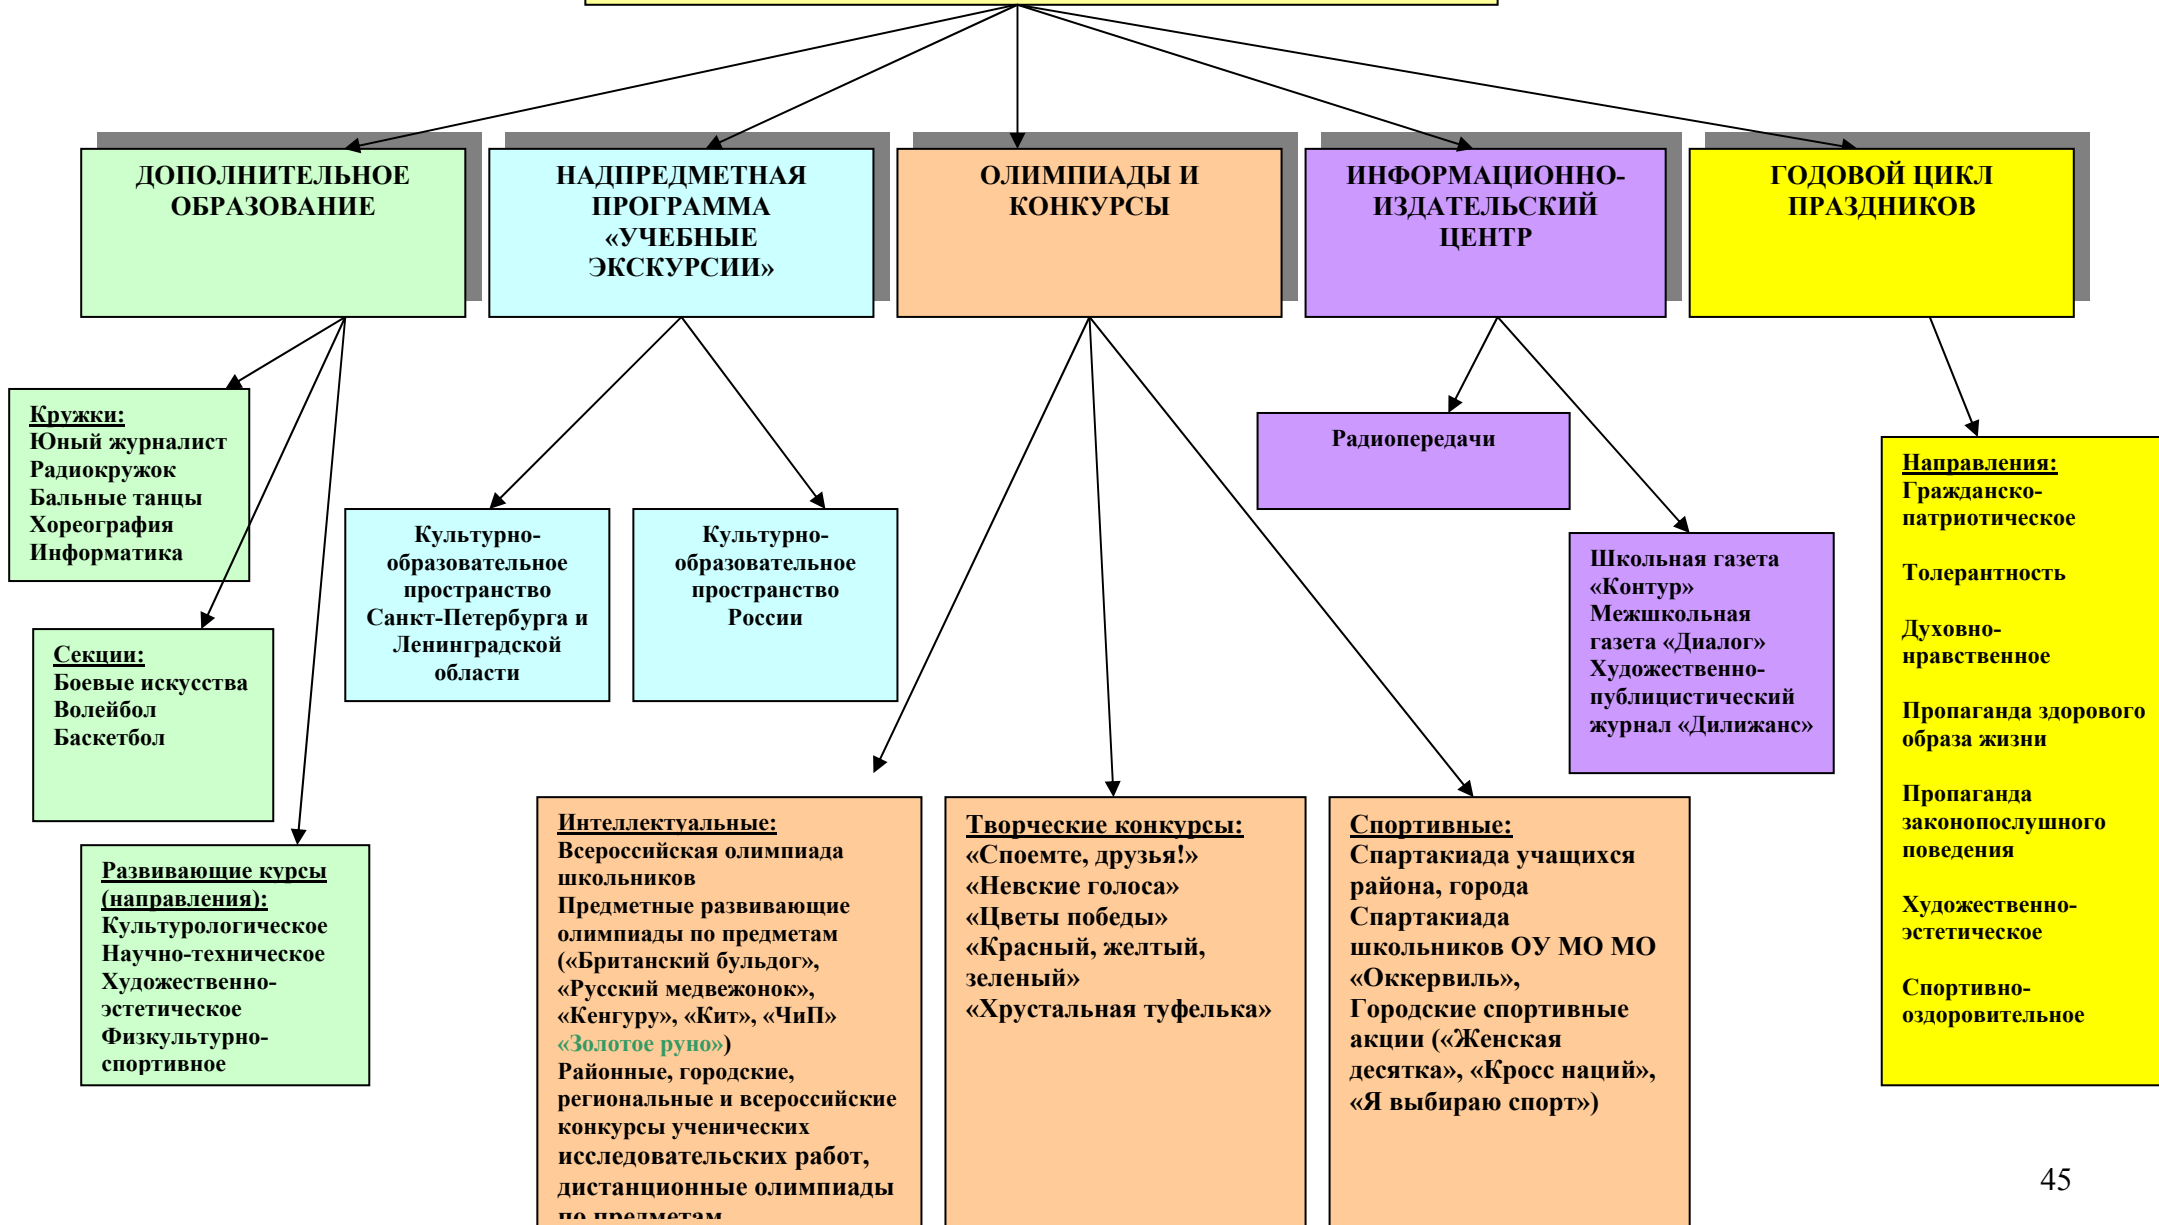 ДОПОЛНИТЕЛЬНОЕ
ОБРАЗОВАНИЕ
НАДПРЕДМЕТНАЯ
ПРОГРАММА
«УЧЕБНЫЕ
ЭКСКУРСИИ»
ОЛИМПИАДЫ И
КОНКУРСЫ
ИНФОРМАЦИОННО-
ИЗДАТЕЛЬСКИЙ
ЦЕНТР
ГОДОВОЙ ЦИКЛ
ПРАЗДНИКОВ
Кружки:
Юный журналист
Радиокружок
Бальные танцы
Хореография
Информатика
Секции:
Боевые искусства
Волейбол
Баскетбол
Развивающие курсы
(направления):
Культурологическое
Научно-техническое
Художественно-
эстетическое
Физкультурно-
спортивное
Культурно-
образовательное
пространство
Санкт-Петербурга и
Ленинградской
области
Культурно-
образовательное
пространство
России
Интеллектуальные:
Всероссийская олимпиада
школьников
Предметные развивающие
олимпиады по предметам
(«Британский бульдог»,
«Русский медвежонок»,
«Кенгуру», «Кит», «ЧиП»
«Золотое руно»)
Районные, городские,
региональные и всероссийские
конкурсы ученических
исследовательских работ,
дистанционные олимпиады
по предметам
Творческие конкурсы:
«Споемте, друзья!»
«Невские голоса»
«Цветы победы»
«Красный, желтый,
зеленый»
«Хрустальная туфелька»
Спортивные:
Спартакиада учащихся
района, города
Спартакиада
школьников ОУ МО МО
«Оккервиль»,
Городские спортивные
акции («Женская
десятка», «Кросс наций»,
«Я выбираю спорт»)
Радиопередачи
Школьная газета
«Контур»
Межшкольная
газета «Диалог»
Художественно-
публицистический
журнал «Дилижанс»
Направления:
Гражданско-
патриотическое
Толерантность
Духовно-
нравственное
Пропаганда здорового
образа жизни
Пропаганда
законопослушного
поведения
Художественно-
эстетическое
Спортивно-
оздоровительное
45